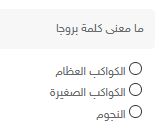 ما معنى كلمة بروجا
الكواكب العظام
الكواكب الصغيرة
النجوم